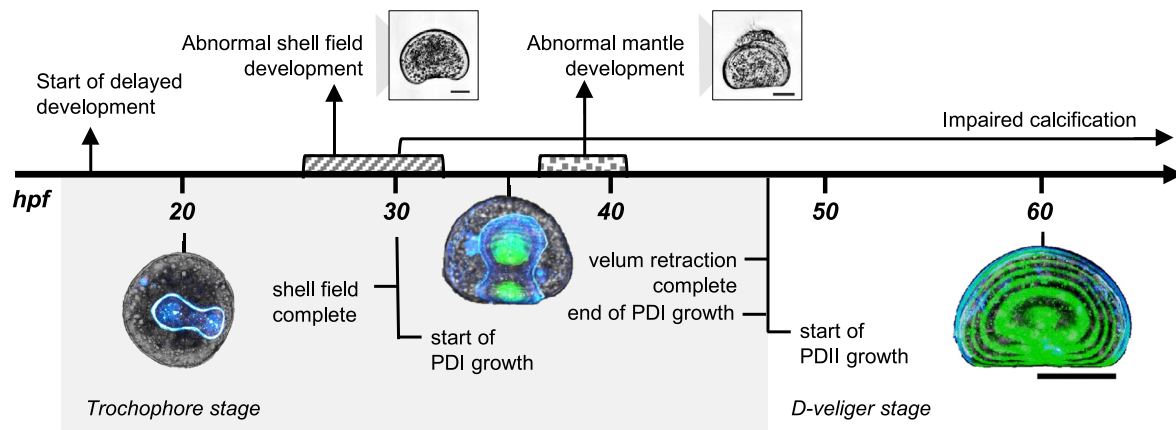 Abnormal shell field
development
Abnormal mantle
development
Start of delayed
development
Impaired calcification
hpf
20
30
40
50
60
shell field
complete
start of
PDI growth
velum retraction
complete
end of PDI growth
start of
PDII growth
Trochophore stage
D-veliger stage